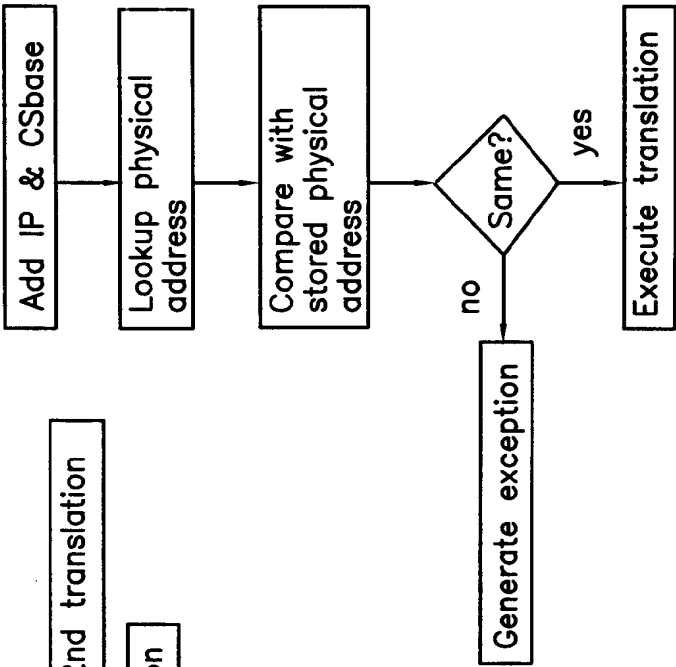 Add IP & CSbase
Lookup physical
address
Compare with
stored physical
address
Same?
no
yes
Generate exception
Execute translation
translation